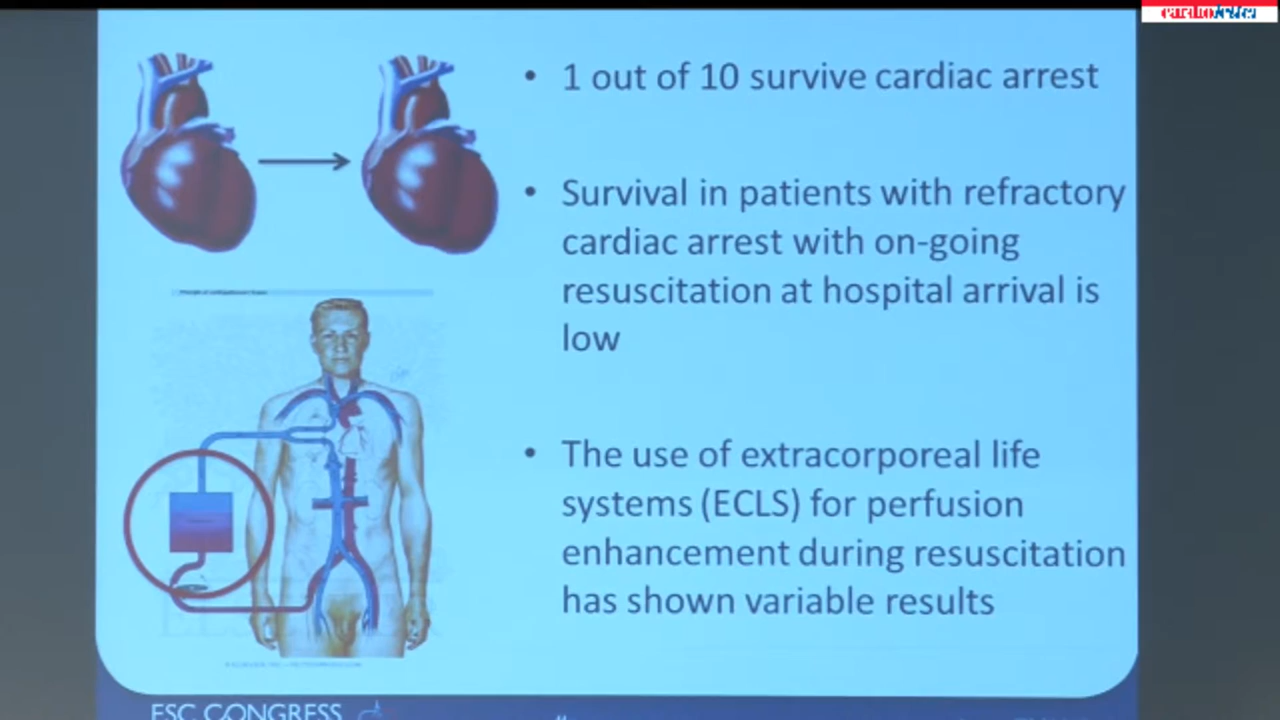 • 1 out of 10 survive cardiac arrest
• Survival in patients with refractory
cardiac arrest with on-going
resuscitation at hospital arrival is
low
• The use of extracorporeal life
systems (ECLS) for perfusion
enhancement during resuscitation
has shown variable results
ESC CONGRESS